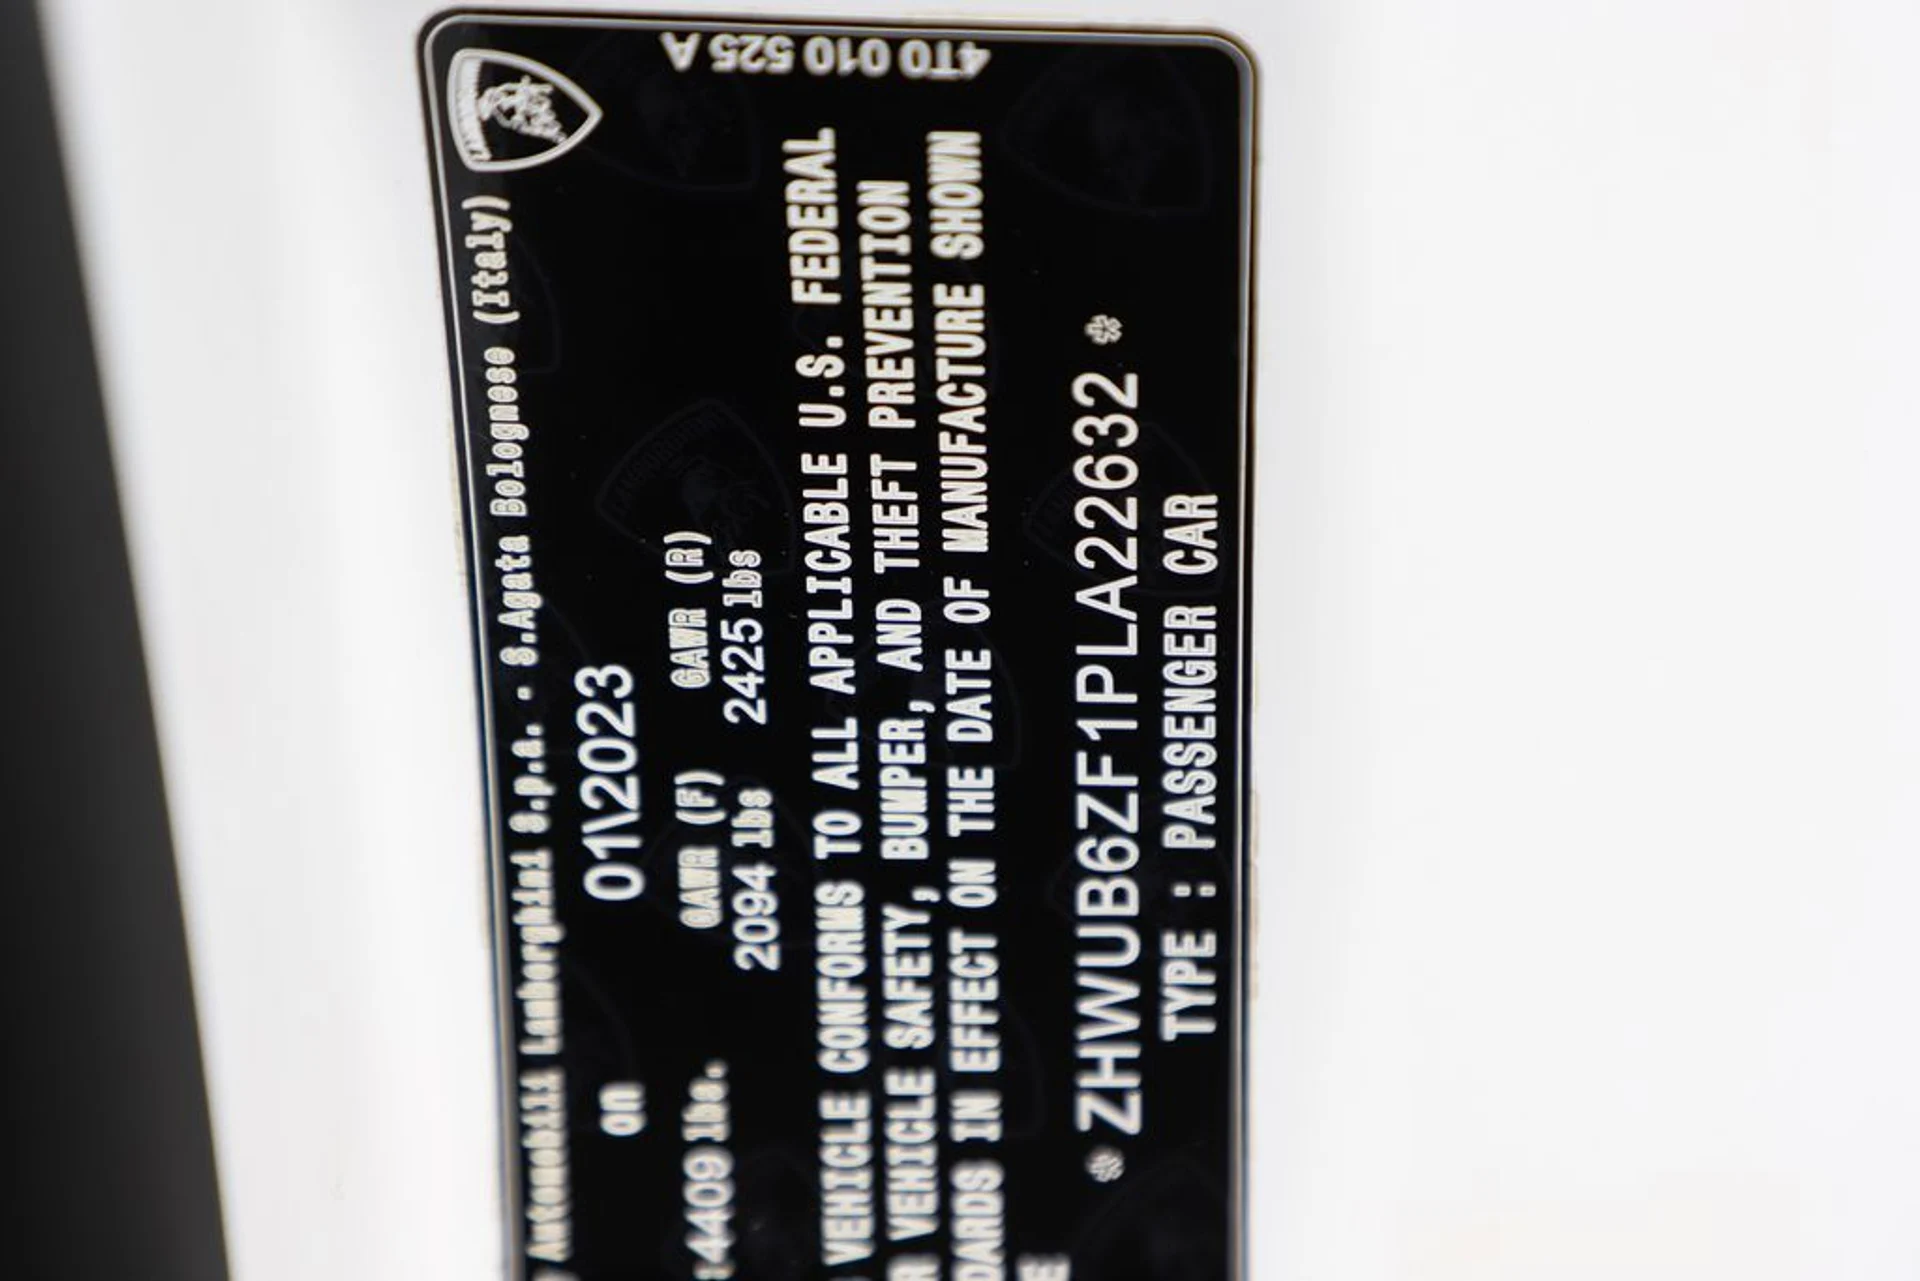 4T0 010 525 A
Automobili Lamborghini S.p.a. - S.Agata Bolognese (Italy)
on 01\2023
GAWR (F) GAWR (R)
:4409 lbs. 2094 lbs 2425 lbs
VEHICLE CONFORMS TO ALL APPLICABLE U.S. FEDERAL
R VEHICLE SAFETY, BUMPER, AND THEFT PREVENTION
DARDS IN EFFECT ON THE DATE OF MANUFACTURE SHOWN
E
* ZHWUB6ZF1PLA22632 *
TYPE : PASSENGER CAR